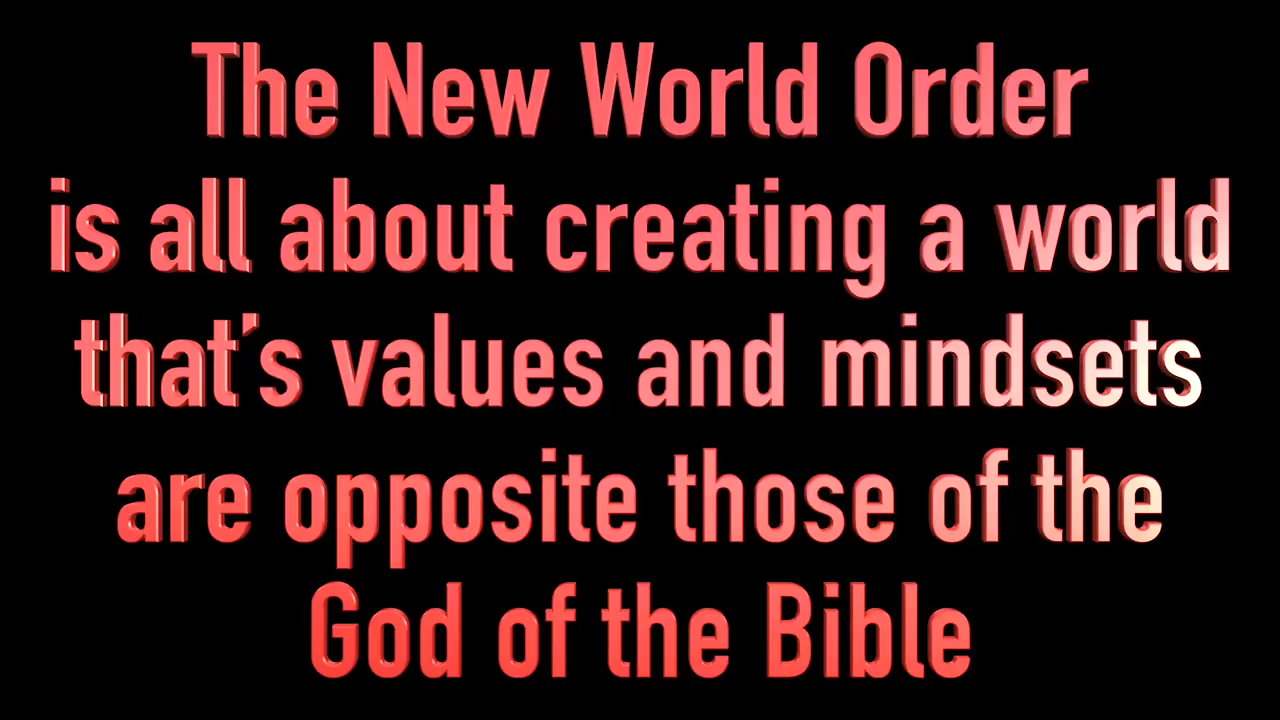 The New World Order
is all about creating a world
that's values and mindsets
are opposite those of the
God of the Bible